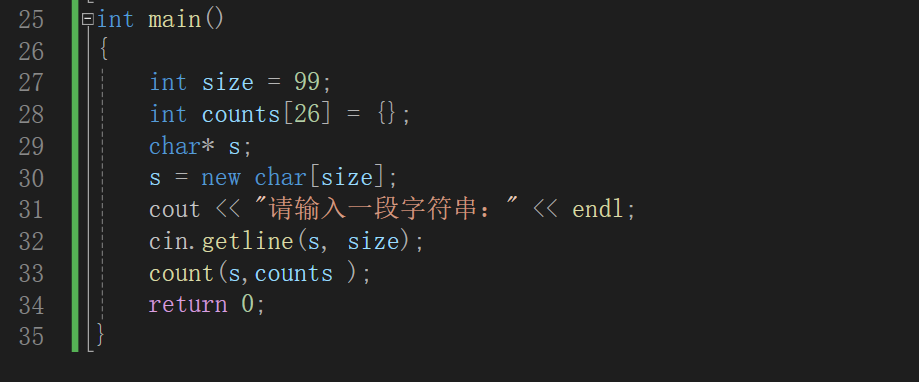 25 int main()
26 {
27 int size = 99;
28 int counts[26] = {};
29 char* s;
30 s = new char[size];
31 cout << "请输入一段字符串：" << endl;
32 cin.getline(s, size);
33 count(s,counts );
34 return 0;
35 }